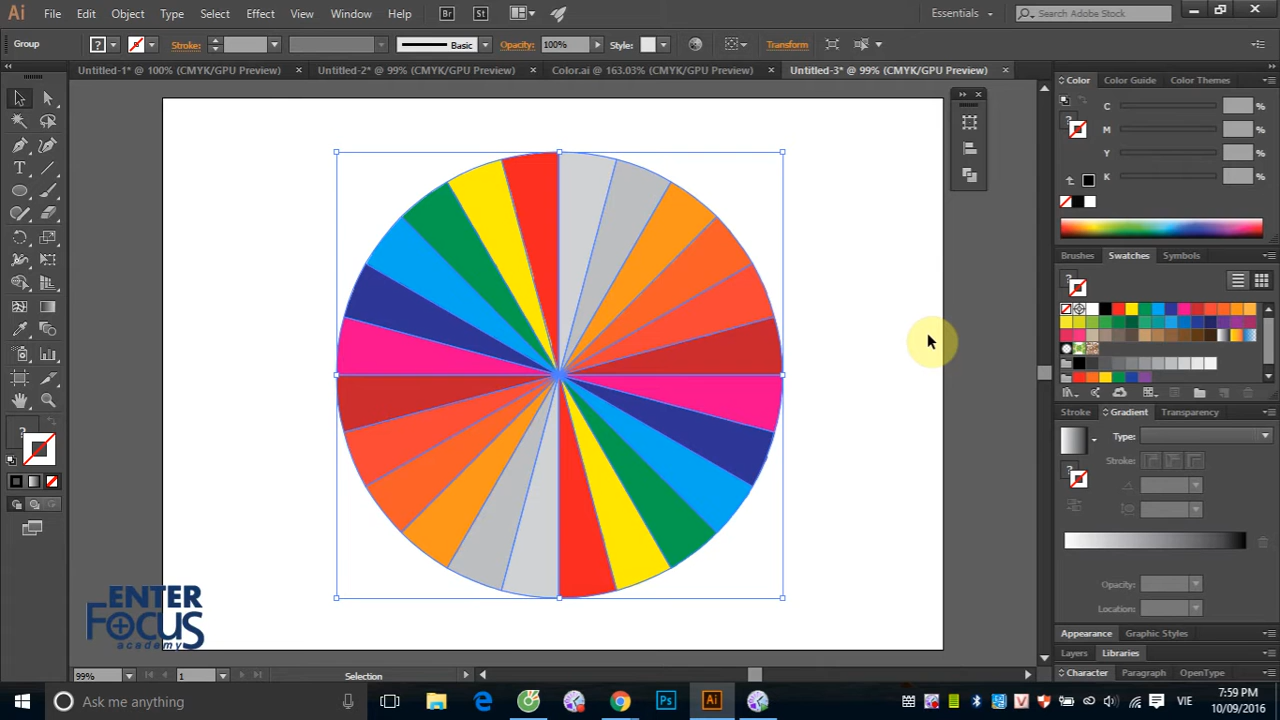 Ai File Edit Object Type Select Effect View Window Help Br St Essentials Search Adobe Stock
Group ? Stroke: Basic Opacity: 100% Style: Transform
Untitled-1* @ 100% (CMYK/GPU Preview) × Untitled-2* @ 99% (CMYK/GPU Preview) × Color.ai @ 163.03% (CMYK/GPU Preview) × Untitled-3* @ 99% (CMYK/GPU Preview) ×
Color Color Guide Color Themes
? C %
M %
Y %
K %
Brushes Swatches Symbols
?
Stroke Gradient Transparency
Type:
? Stroke:
Opacity:
Location:
Appearance Graphic Styles
Layers Libraries
Character Paragraph OpenType
?
ENTER
FOCUS
academy
99% 1 Selection
Ask me anything Ps Ai VIE 7:59 PM
10/09/2016